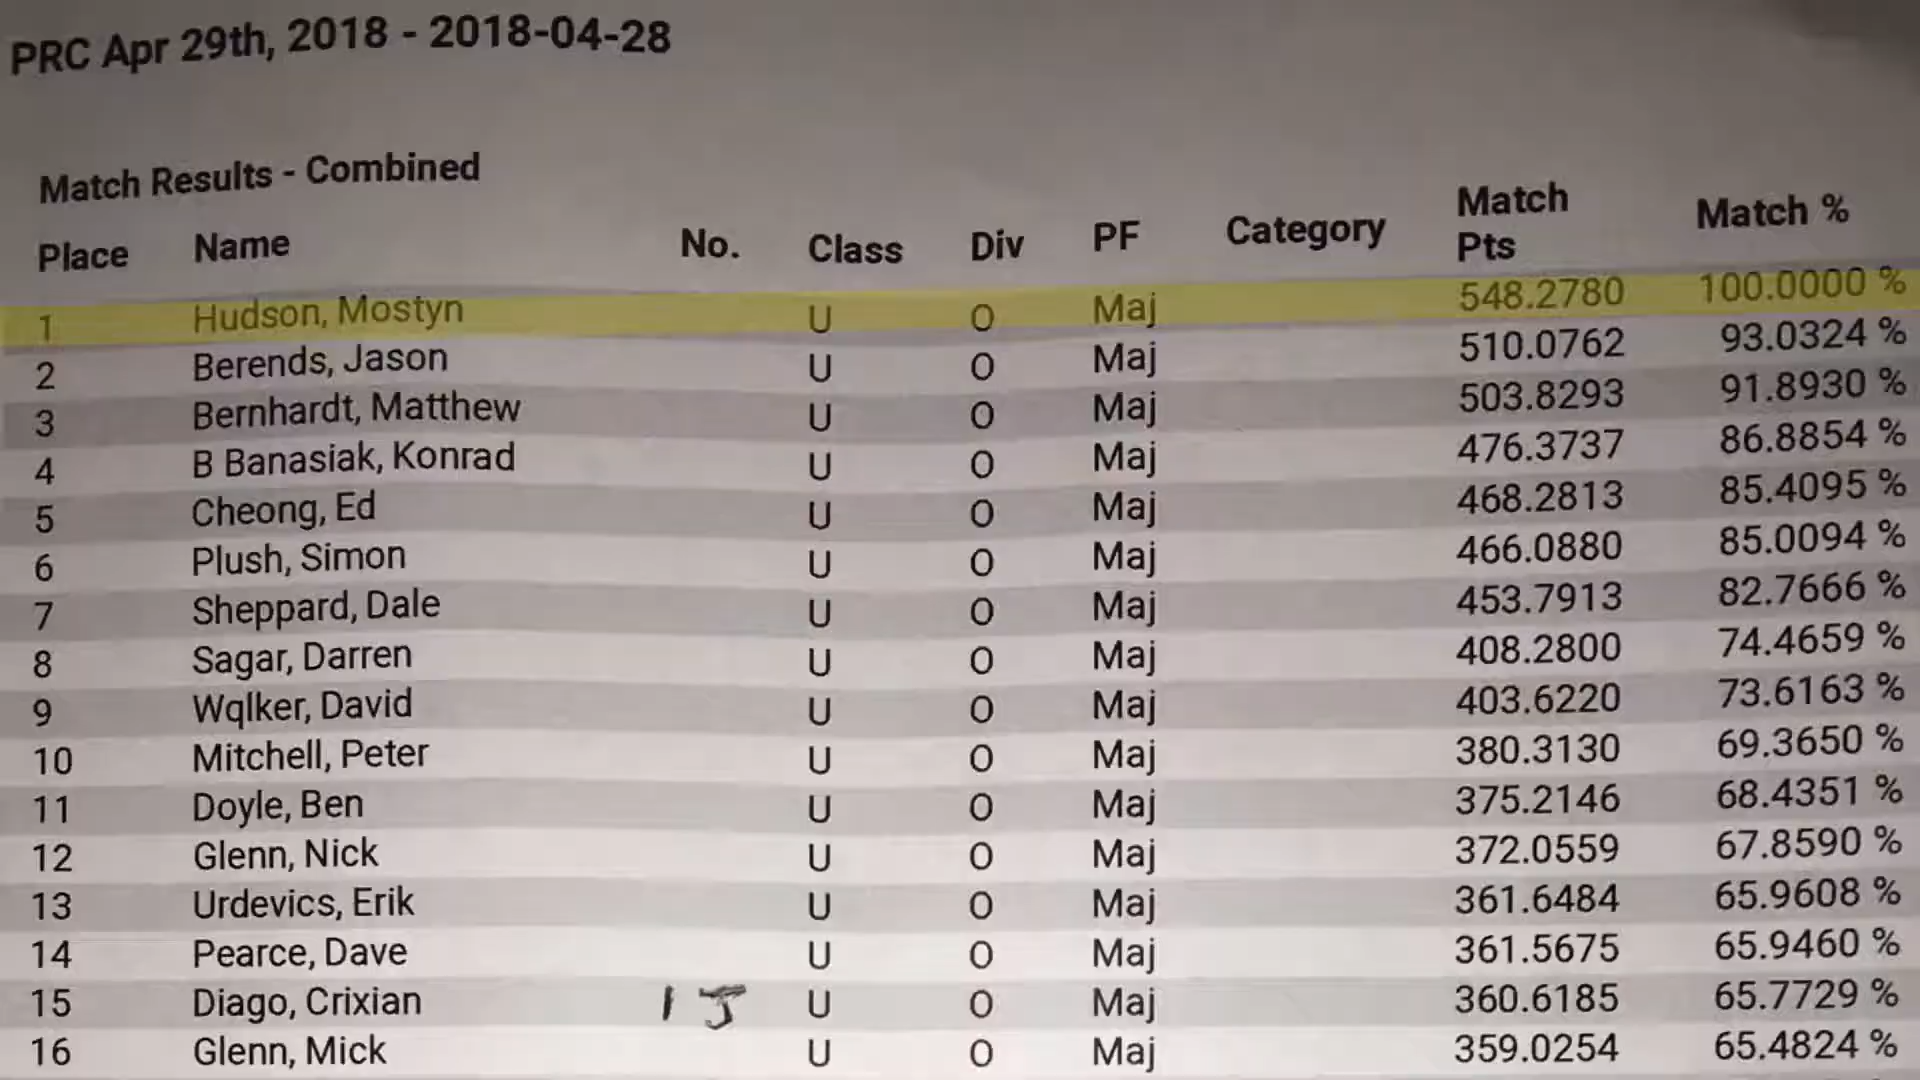 PRC Apr 29th, 2018 - 2018-04-28
Match Results - Combined
Place Name No. Class Div PF Category Match Pts Match %
1 Hudson, Mostyn U O Maj 548.2780 100.0000 %
2 Berends, Jason U O Maj 510.0762 93.0324 %
3 Bernhardt, Matthew U O Maj 503.8293 91.8930 %
4 B Banasiak, Konrad U O Maj 476.3737 86.8854 %
5 Cheong, Ed U O Maj 468.2813 85.4095 %
6 Plush, Simon U O Maj 466.0880 85.0094 %
7 Sheppard, Dale U O Maj 453.7913 82.7666 %
8 Sagar, Darren U O Maj 408.2800 74.4659 %
9 Wqlker, David U O Maj 403.6220 73.6163 %
10 Mitchell, Peter U O Maj 380.3130 69.3650 %
11 Doyle, Ben U O Maj 375.2146 68.4351 %
12 Glenn, Nick U O Maj 372.0559 67.8590 %
13 Urdevics, Erik U O Maj 361.6484 65.9608 %
14 Pearce, Dave U O Maj 361.5675 65.9460 %
15 Diago, Crixian 1 J U O Maj 360.6185 65.7729 %
16 Glenn, Mick U O Maj 359.0254 65.4824 %